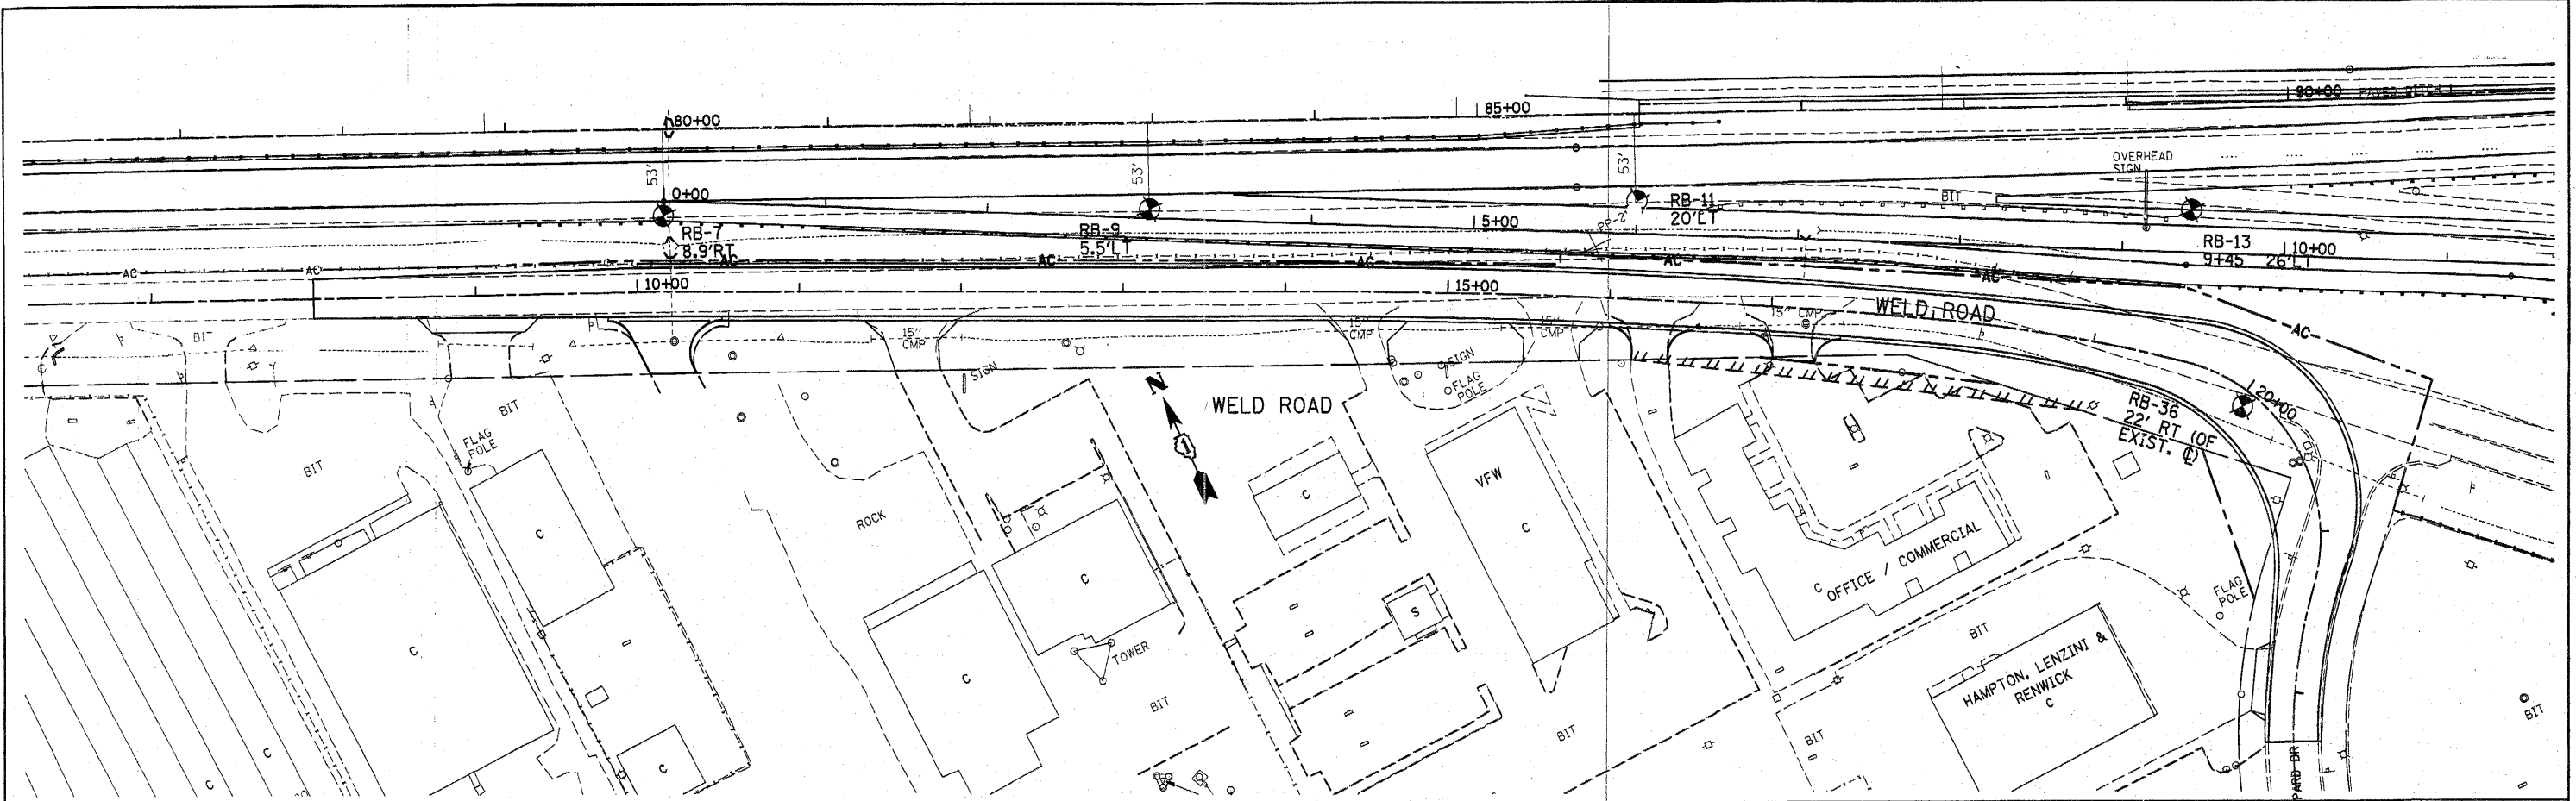 80+00
85+00
90+00 PAVED DITCH
53'
53'
53'
OVERHEAD
SIGN
0+00
RB-11
20'LT
BIT
5+00
PP-2'
RB-7
8.9'RT
RB-9
5.5'LT
RB-13
9+45 26'LT
10+00
AC
AC
AC
AC
AC
AC
AC
AC
10+00
15+00
WELD ROAD
BIT
15" CMP
15" CMP
15" CMP
15" CMP
SIGN
SIGN
FLAG POLE
N
1
WELD ROAD
20+00
RB-36
22' RT (OF
EXIST. ℄)
BIT
FLAG POLE
BIT
ROCK
C
C
C
C
C
C
C
C
C
VFW
C
S
TOWER
BIT
BIT
C
OFFICE / COMMERCIAL
FLAG POLE
BIT
HAMPTON, LENZINI &
RENWICK
C
BIT
BIT
PARD DR